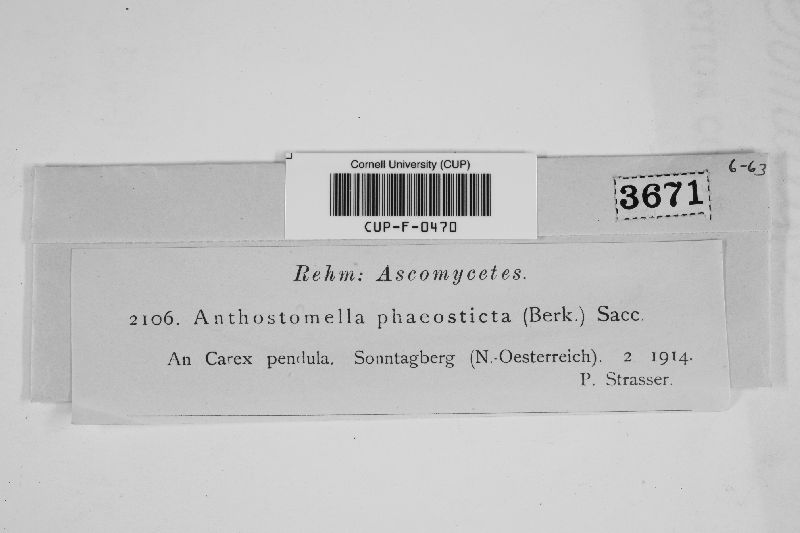 Cornell University (CUP)
CUP-F-0470
3671
6-63
Rehm: Ascomycetes.
2106. Anthostomella phaeosticta (Berk.) Sacc.
An Carex pendula. Sonntagberg (N.-Oesterreich). 2 1914.
P. Strasser.